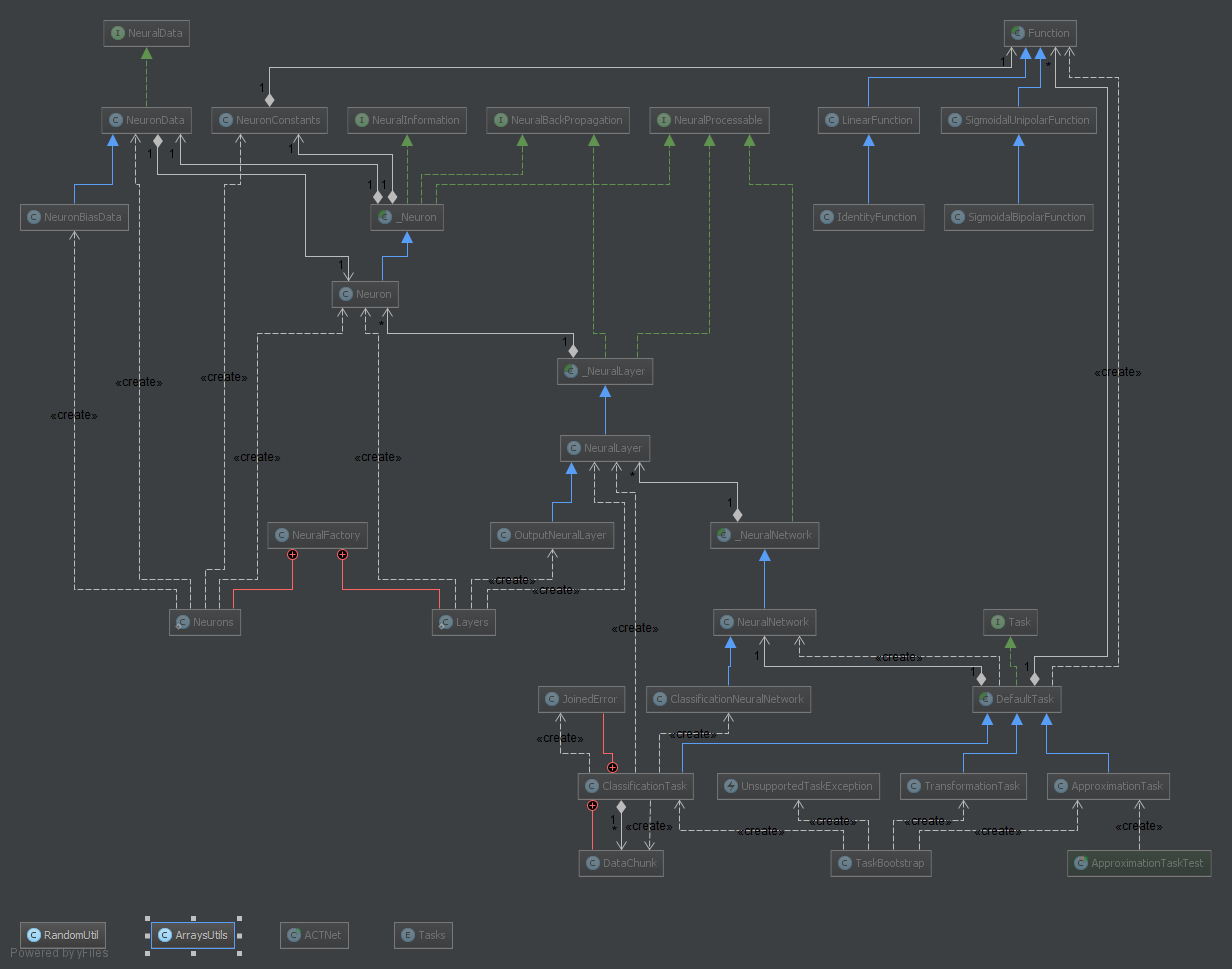 NeuralData
Function
1
*
1
NeuronData
NeuronConstants
NeuralInformation
NeuralBackPropagation
NeuralProcessable
LinearFunction
SigmoidalUnipolarFunction
1
1
1
1
1
NeuronBiasData
_Neuron
IdentityFunction
SigmoidalBipolarFunction
1
Neuron
*
1
_NeuralLayer
«create»
«create»
«create»
«create»
NeuralLayer
«create»
«create»
*
1
NeuralFactory
OutputNeuralLayer
_NeuralNetwork
«create»
«create»
Neurons
Layers
«create»
NeuralNetwork
Task
1
«create»
1
1
JoinedError
ClassificationNeuralNetwork
DefaultTask
«create»
«create»
ClassificationTask
UnsupportedTaskException
TransformationTask
ApproximationTask
1
*
«create»
«create»
«create»
«create»
«create»
«create»
DataChunk
TaskBootstrap
ApproximationTaskTest
RandomUtil
ArraysUtils
ACTNet
Tasks
Powered by yFiles